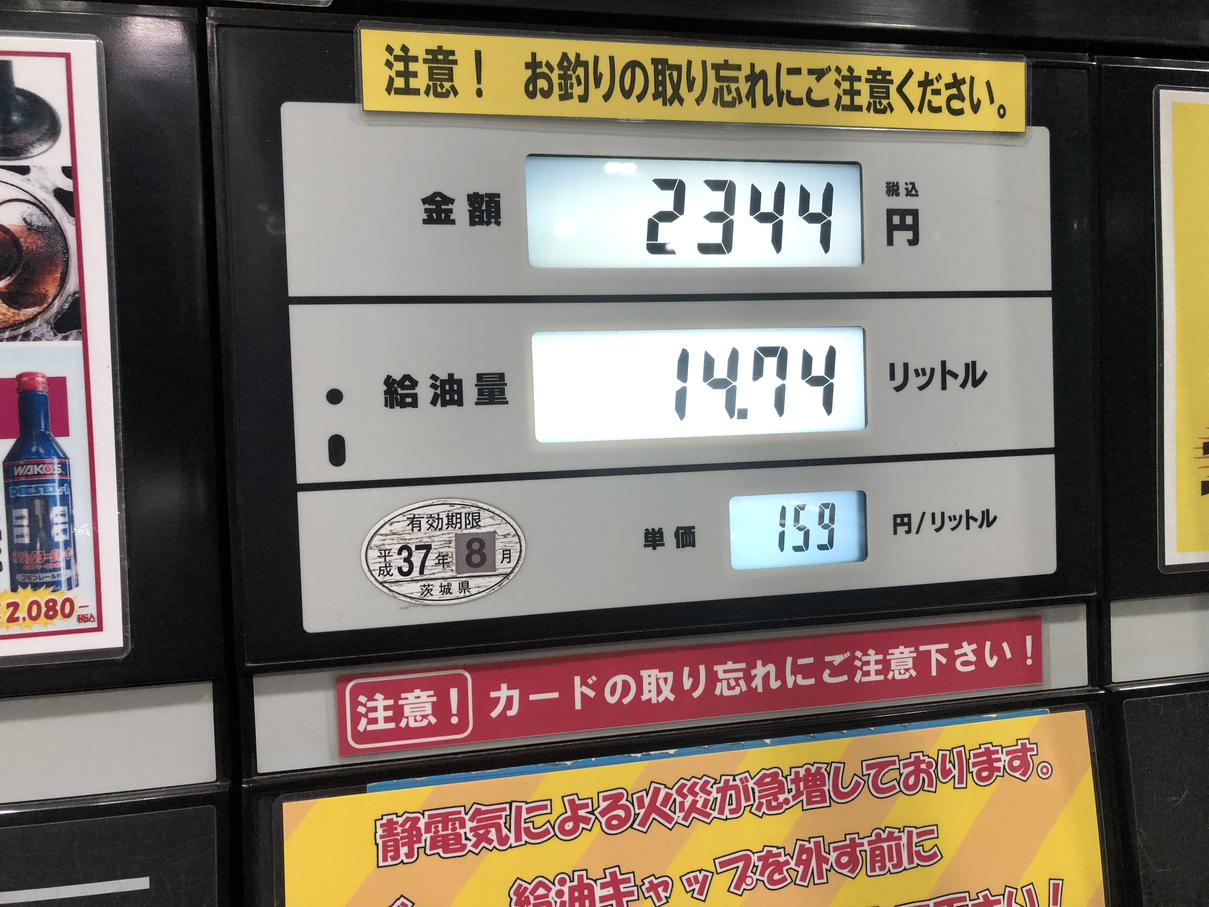 注意！ お釣りの取り忘れにご注意ください。
金額 2344 税込 円
給油量 14.74 リットル
単価 159 円/リットル
有効期限
平成37年8月
茨城県
注意！ カードの取り忘れにご注意下さい！
静電気による火災が急増しております。
給油キャップを外す前に
WAKO'S
DIESEL-1
2,080 税込